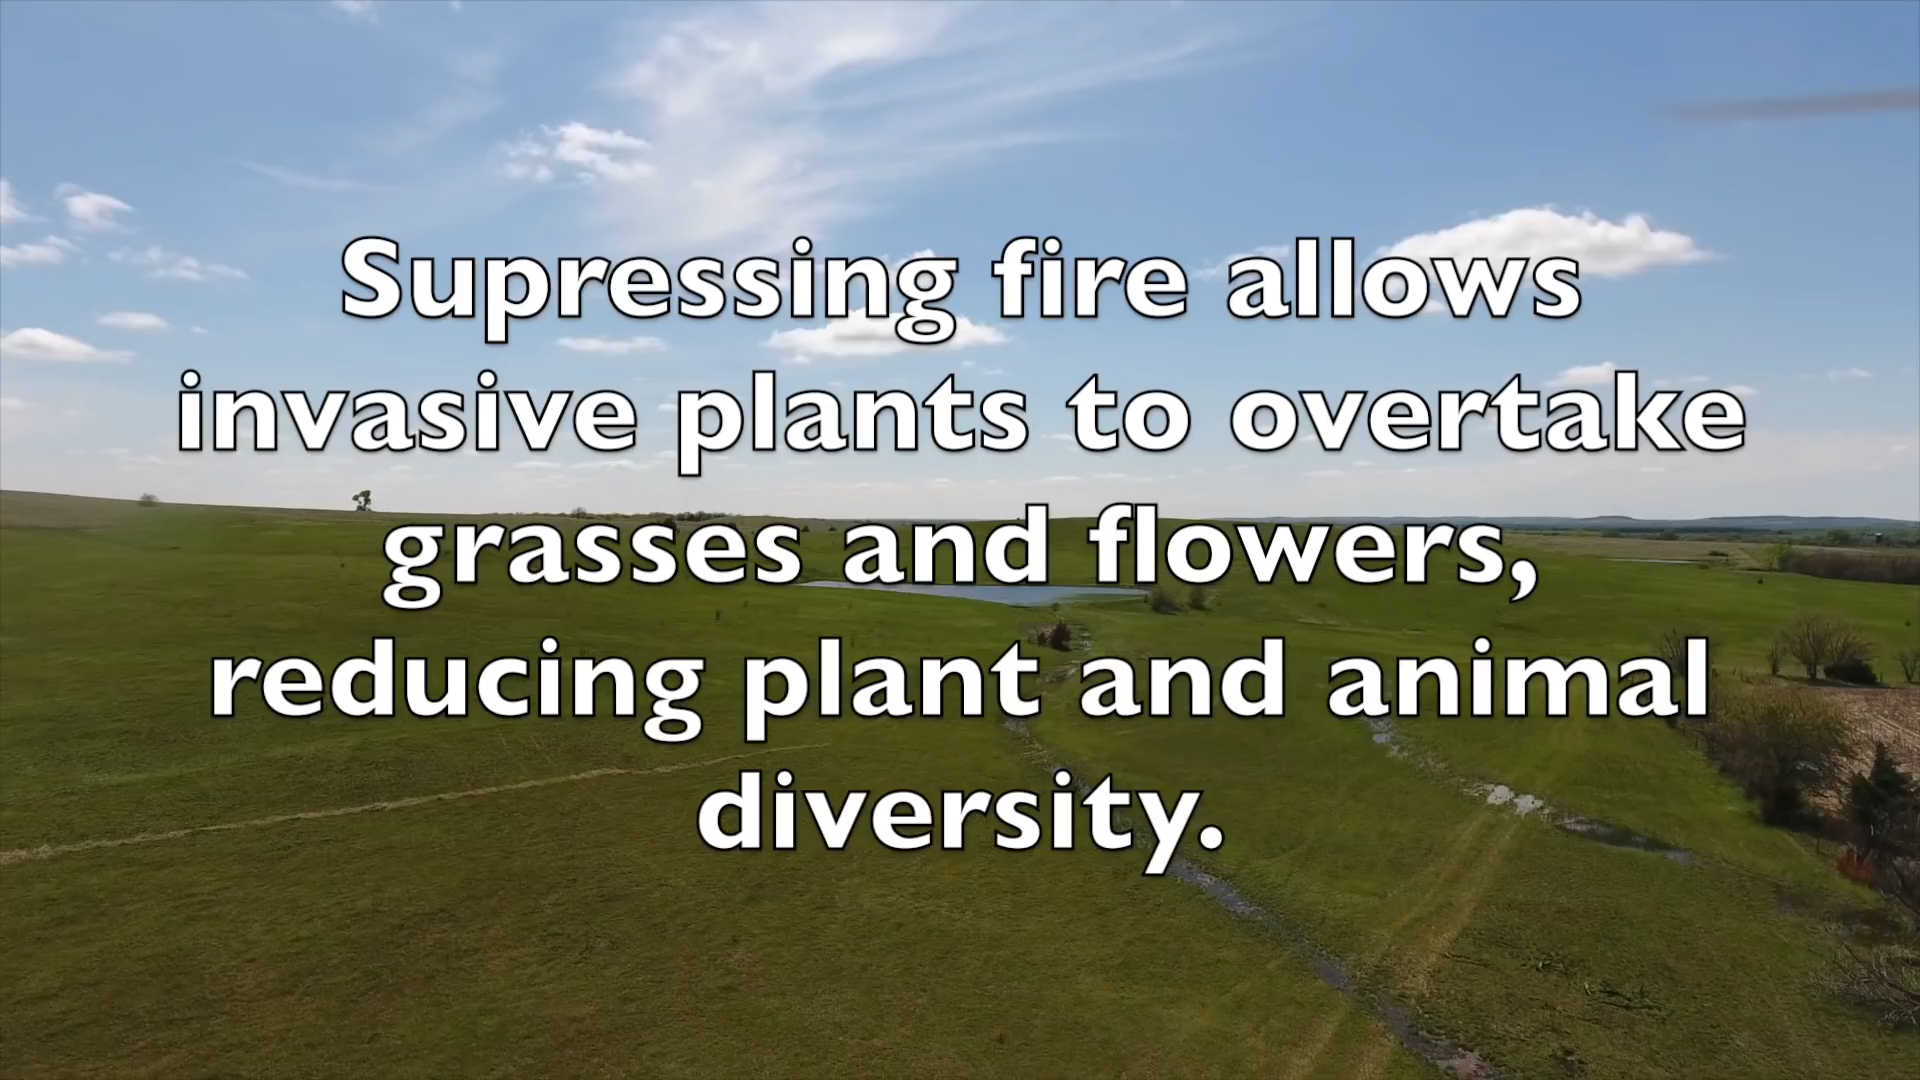 Supressing fire allows
invasive plants to overtake
grasses and flowers,
reducing plant and animal
diversity.